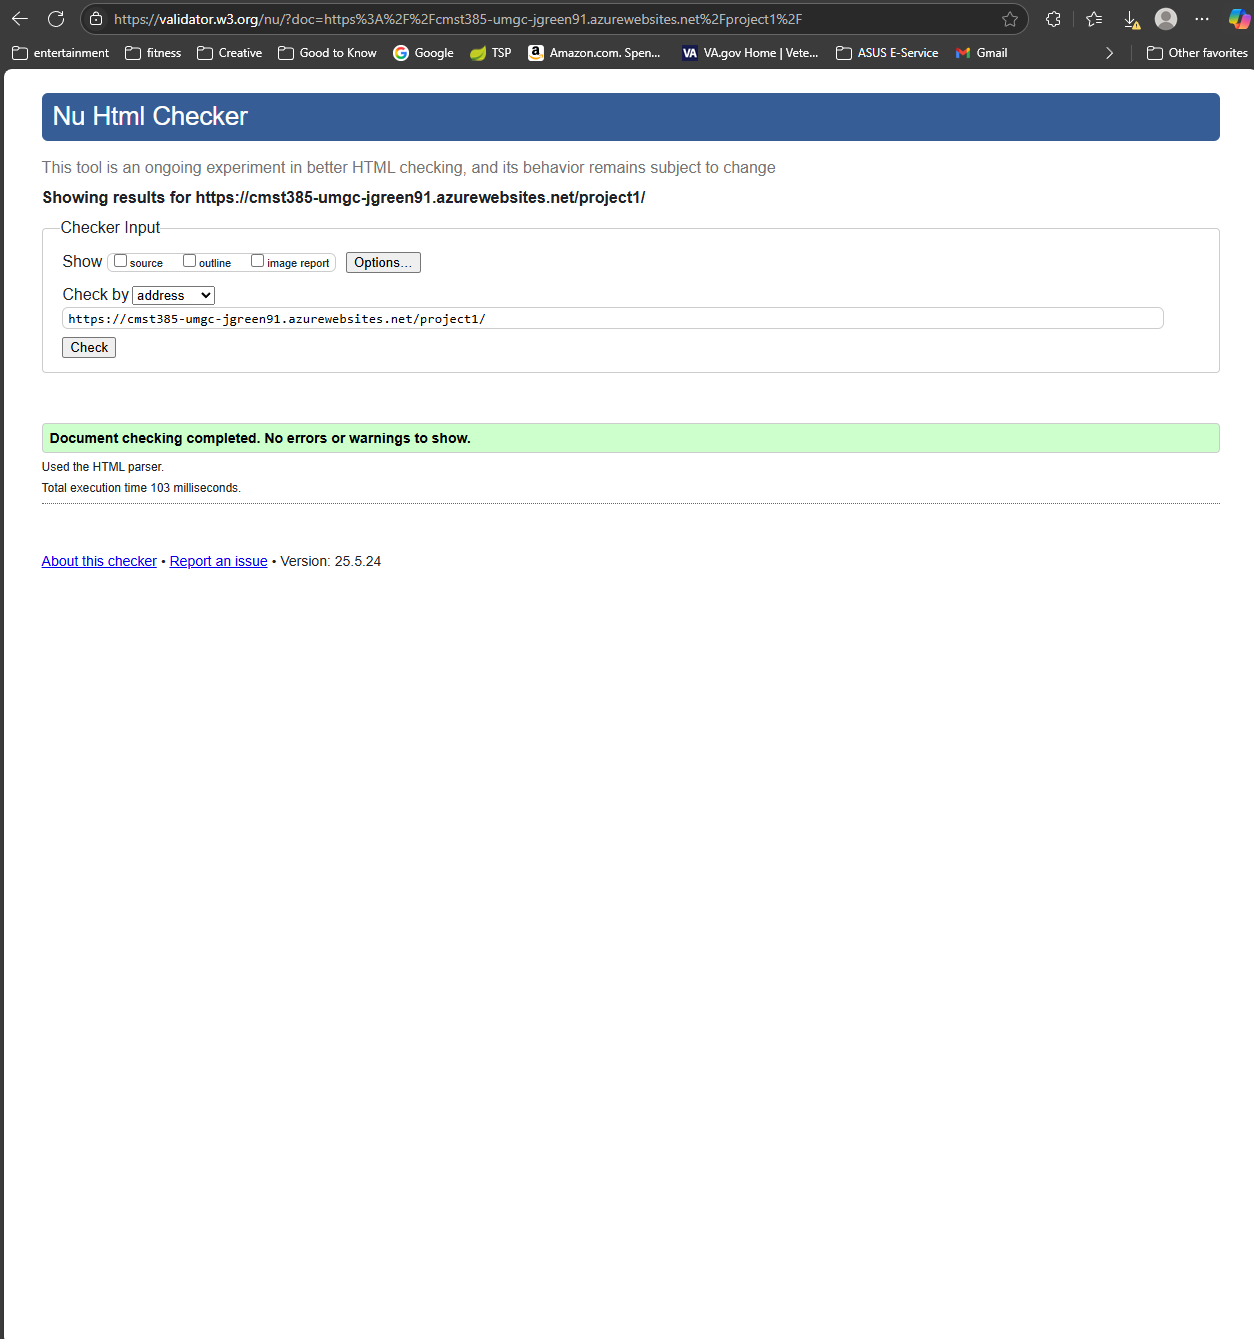 https://validator.w3.org/nu/?doc=https%3A%2F%2Fcmst385-umgc-jgreen91.azurewebsites.net%2Fproject1%2F
entertainment fitness Creative Good to Know Google TSP Amazon.com. Spen... VA VA.gov Home | Vete... ASUS E-Service Gmail Other favorites
Nu Html Checker
This tool is an ongoing experiment in better HTML checking, and its behavior remains subject to change
Showing results for https://cmst385-umgc-jgreen91.azurewebsites.net/project1/
Checker Input
Show source outline image report Options...
Check by address
https://cmst385-umgc-jgreen91.azurewebsites.net/project1/
Check
Document checking completed. No errors or warnings to show.
Used the HTML parser.
Total execution time 103 milliseconds.
About this checker • Report an issue • Version: 25.5.24